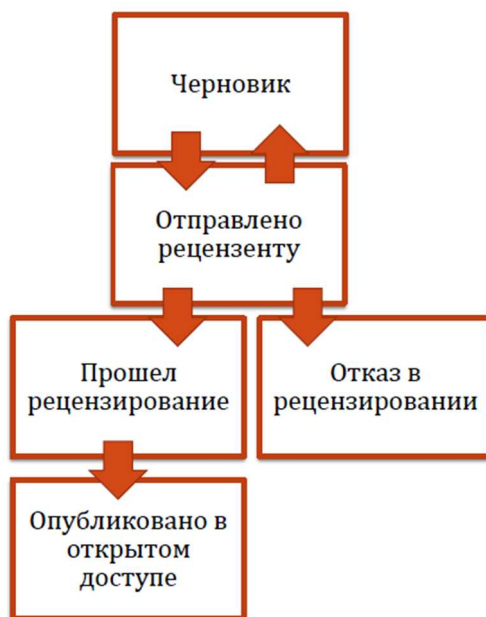 Черновик
Отправлено
рецензенту
Прошел
рецензирование
Отказ в
рецензировании
Опубликовано в
открытом
доступе